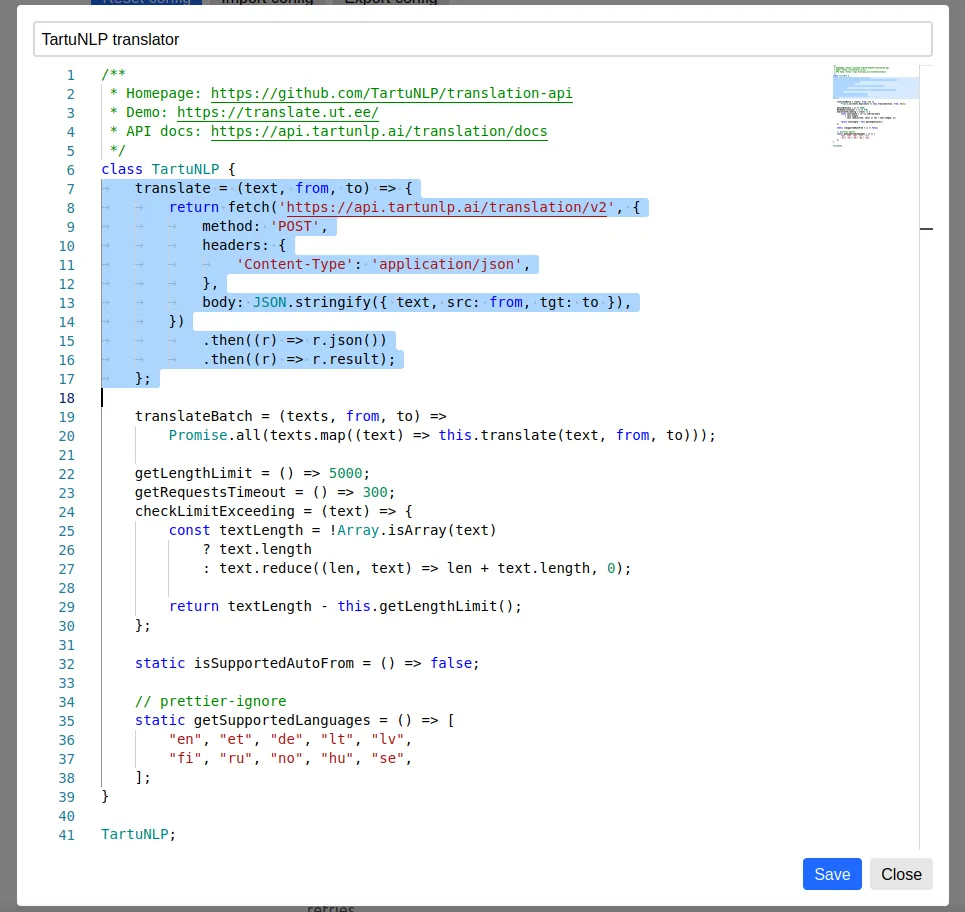 Reset config Import config Export config
TartuNLP translator
1 /**
2  * Homepage: https://github.com/TartuNLP/translation-api
3  * Demo: https://translate.ut.ee/
4  * API docs: https://api.tartunlp.ai/translation/docs
5  */
6 class TartuNLP {
7     translate = (text, from, to) => {
8         return fetch('https://api.tartunlp.ai/translation/v2', {
9             method: 'POST',
10             headers: {
11                 'Content-Type': 'application/json',
12             },
13             body: JSON.stringify({ text, src: from, tgt: to }),
14         })
15             .then((r) => r.json())
16             .then((r) => r.result);
17     };
18
19     translateBatch = (texts, from, to) =>
20         Promise.all(texts.map((text) => this.translate(text, from, to)));
21
22     getLengthLimit = () => 5000;
23     getRequestsTimeout = () => 300;
24     checkLimitExceeding = (text) => {
25         const textLength = !Array.isArray(text)
26             ? text.length
27             : text.reduce((len, text) => len + text.length, 0);
28
29         return textLength - this.getLengthLimit();
30     };
31
32     static isSupportedAutoFrom = () => false;
33
34     // prettier-ignore
35     static getSupportedLanguages = () => [
36         "en", "et", "de", "lt", "lv",
37         "fi", "ru", "no", "hu", "se",
38     ];
39 }
40
41 TartuNLP;
Save Close
retries